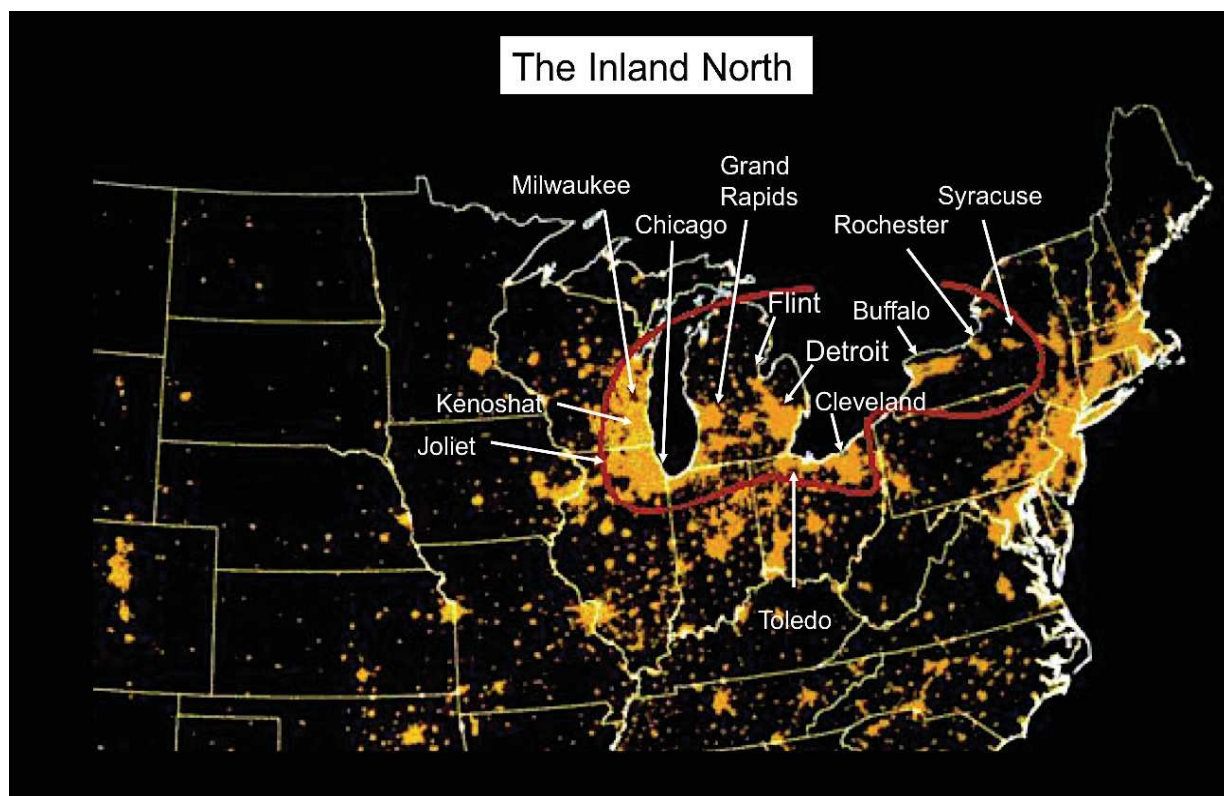 The Inland North
Grand
Rapids
Milwaukee
Syracuse
Chicago
Rochester
Flint
Buffalo
Detroit
Kenoshat
Cleveland
Joliet
Toledo